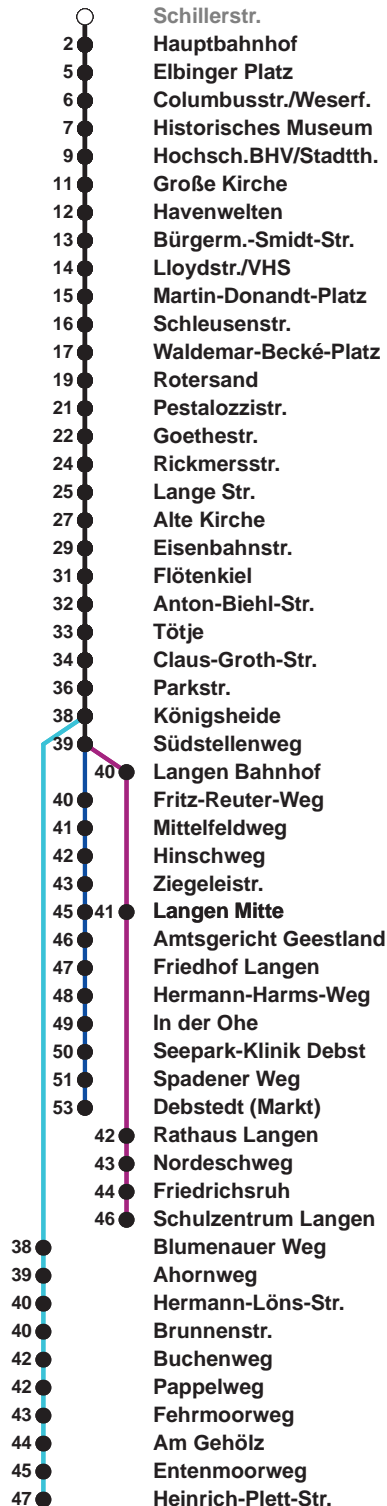 Schillerstr.
2 Hauptbahnhof
5 Elbinger Platz
6 Columbusstr./Weserf.
7 Historisches Museum
9 Hochsch.BHV/Stadtth.
11 Große Kirche
12 Havenwelten
13 Bürgerm.-Smidt-Str.
14 Lloydstr./VHS
15 Martin-Donandt-Platz
16 Schleusenstr.
17 Waldemar-Becké-Platz
19 Rotersand
21 Pestalozzistr.
22 Goethestr.
24 Rickmersstr.
25 Lange Str.
27 Alte Kirche
29 Eisenbahnstr.
31 Flötenkiel
32 Anton-Biehl-Str.
33 Tötje
34 Claus-Groth-Str.
36 Parkstr.
38 Königsheide
39 Südstellenweg
40 Langen Bahnhof
40 Fritz-Reuter-Weg
41 Mittelfeldweg
42 Hinschweg
43 Ziegeleistr.
45 41 Langen Mitte
46 Amtsgericht Geestland
47 Friedhof Langen
48 Hermann-Harms-Weg
49 In der Ohe
50 Seepark-Klinik Debst
51 Spadener Weg
53 Debstedt (Markt)
42 Rathaus Langen
43 Nordeschweg
44 Friedrichsruh
46 Schulzentrum Langen
38 Blumenauer Weg
39 Ahornweg
40 Hermann-Löns-Str.
40 Brunnenstr.
42 Buchenweg
42 Pappelweg
43 Fehrmoorweg
44 Am Gehölz
45 Entenmoorweg
47 Heinrich-Plett-Str.